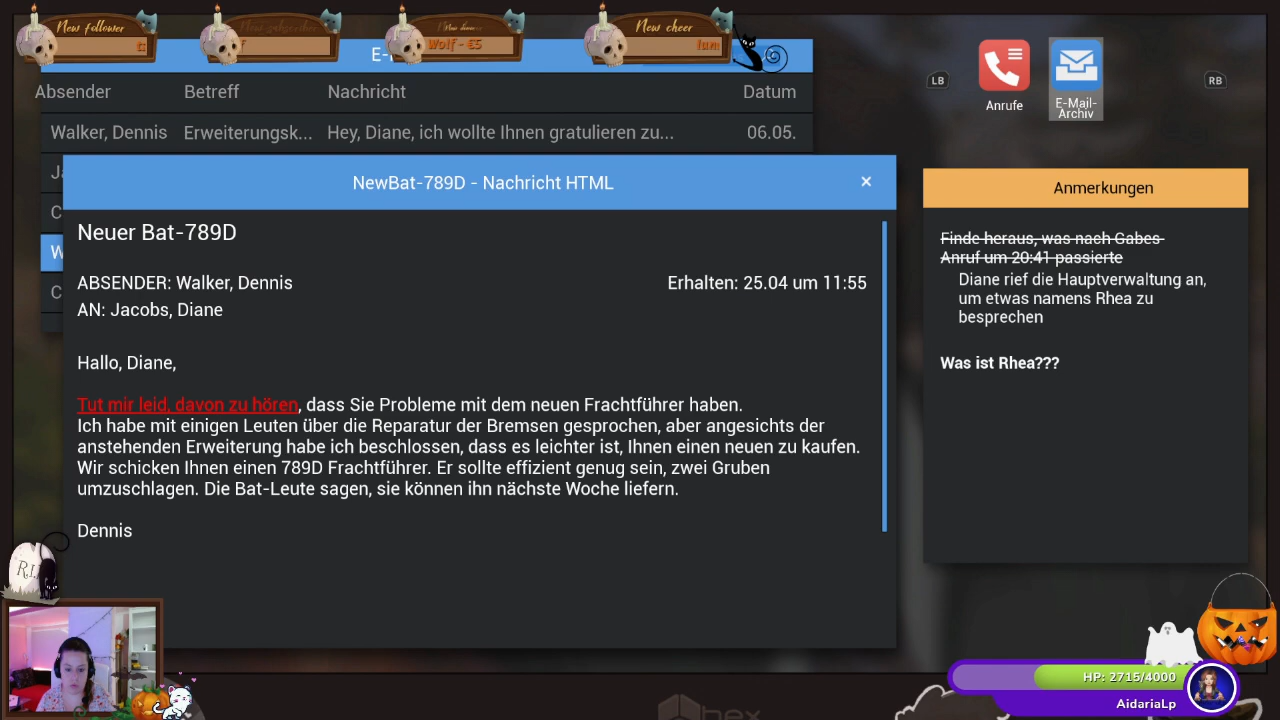 New follower
New cheer
Wolf - €5
Absender Betreff Nachricht Datum
Walker, Dennis Erweiterungsk... Hey, Diane, ich wollte Ihnen gratulieren zu... 06.05.
LB
Anrufe
E-Mail-
Archiv
RB
NewBat-789D - Nachricht HTML
×
Neuer Bat-789D
ABSENDER: Walker, Dennis Erhalten: 25.04 um 11:55
AN: Jacobs, Diane
Hallo, Diane,
Tut mir leid, davon zu hören, dass Sie Probleme mit dem neuen Frachtführer haben.
Ich habe mit einigen Leuten über die Reparatur der Bremsen gesprochen, aber angesichts der
anstehenden Erweiterung habe ich beschlossen, dass es leichter ist, Ihnen einen neuen zu kaufen.
Wir schicken Ihnen einen 789D Frachtführer. Er sollte effizient genug sein, zwei Gruben
umzuschlagen. Die Bat-Leute sagen, sie können ihn nächste Woche liefern.
Dennis
Anmerkungen
Finde heraus, was nach Gabes
Anruf um 20:41 passierte
Diane rief die Hauptverwaltung an,
um etwas namens Rhea zu
besprechen
Was ist Rhea???
HP: 2715/4000
AidariaLp